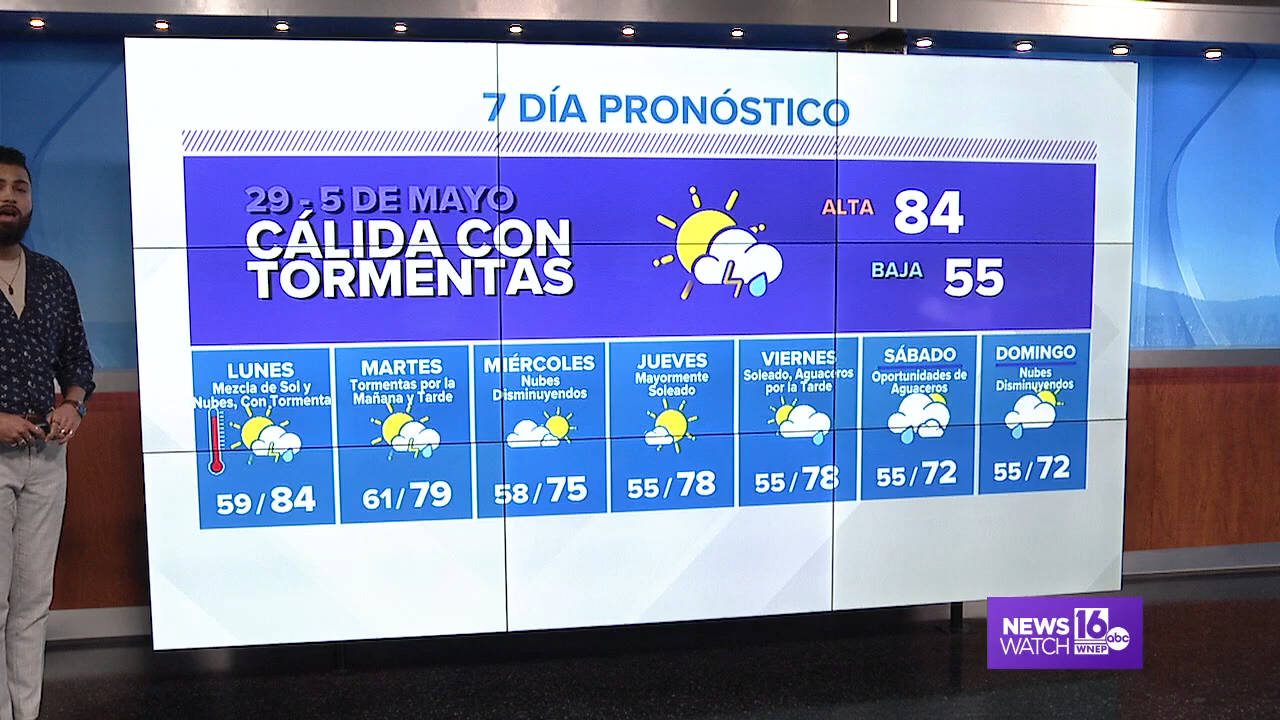 7 DÍA PRONÓSTICO
29 - 5 DE MAYO
CÁLIDA CON
TORMENTAS
ALTA 84
BAJA 55
LUNES
Mezcla de Sol y
Nubes, Con Tormenta
59/84
MARTES
Tormentas por la
Mañana y Tarde
61/79
MIÉRCOLES
Nubes
Disminuyendos
58/75
JUEVES
Mayormente
Soleado
55/78
VIERNES
Soleado, Aguaceros
por la Tarde
55/78
SÁBADO
Oportunidades de
Aguaceros
55/72
DOMINGO
Nubes
Disminuyendos
55/72
NEWS 16 abc
WATCH WNEP